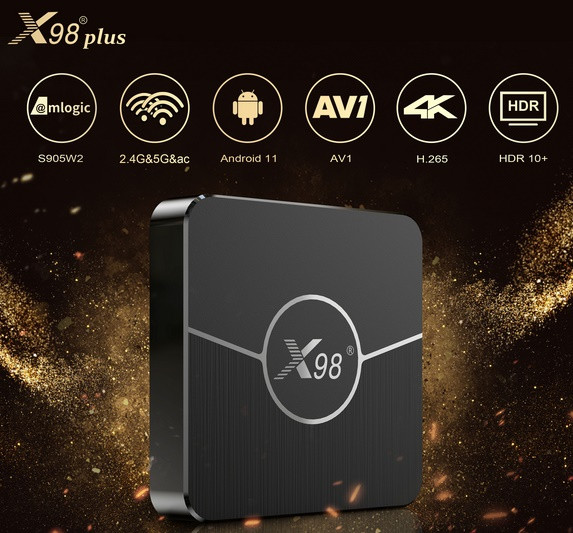 X98® plus
@mlogic
AV1
4K
HDR
S905W2
2.4G&5G&ac
Android 11
AV1
H.265
HDR 10+
X98®